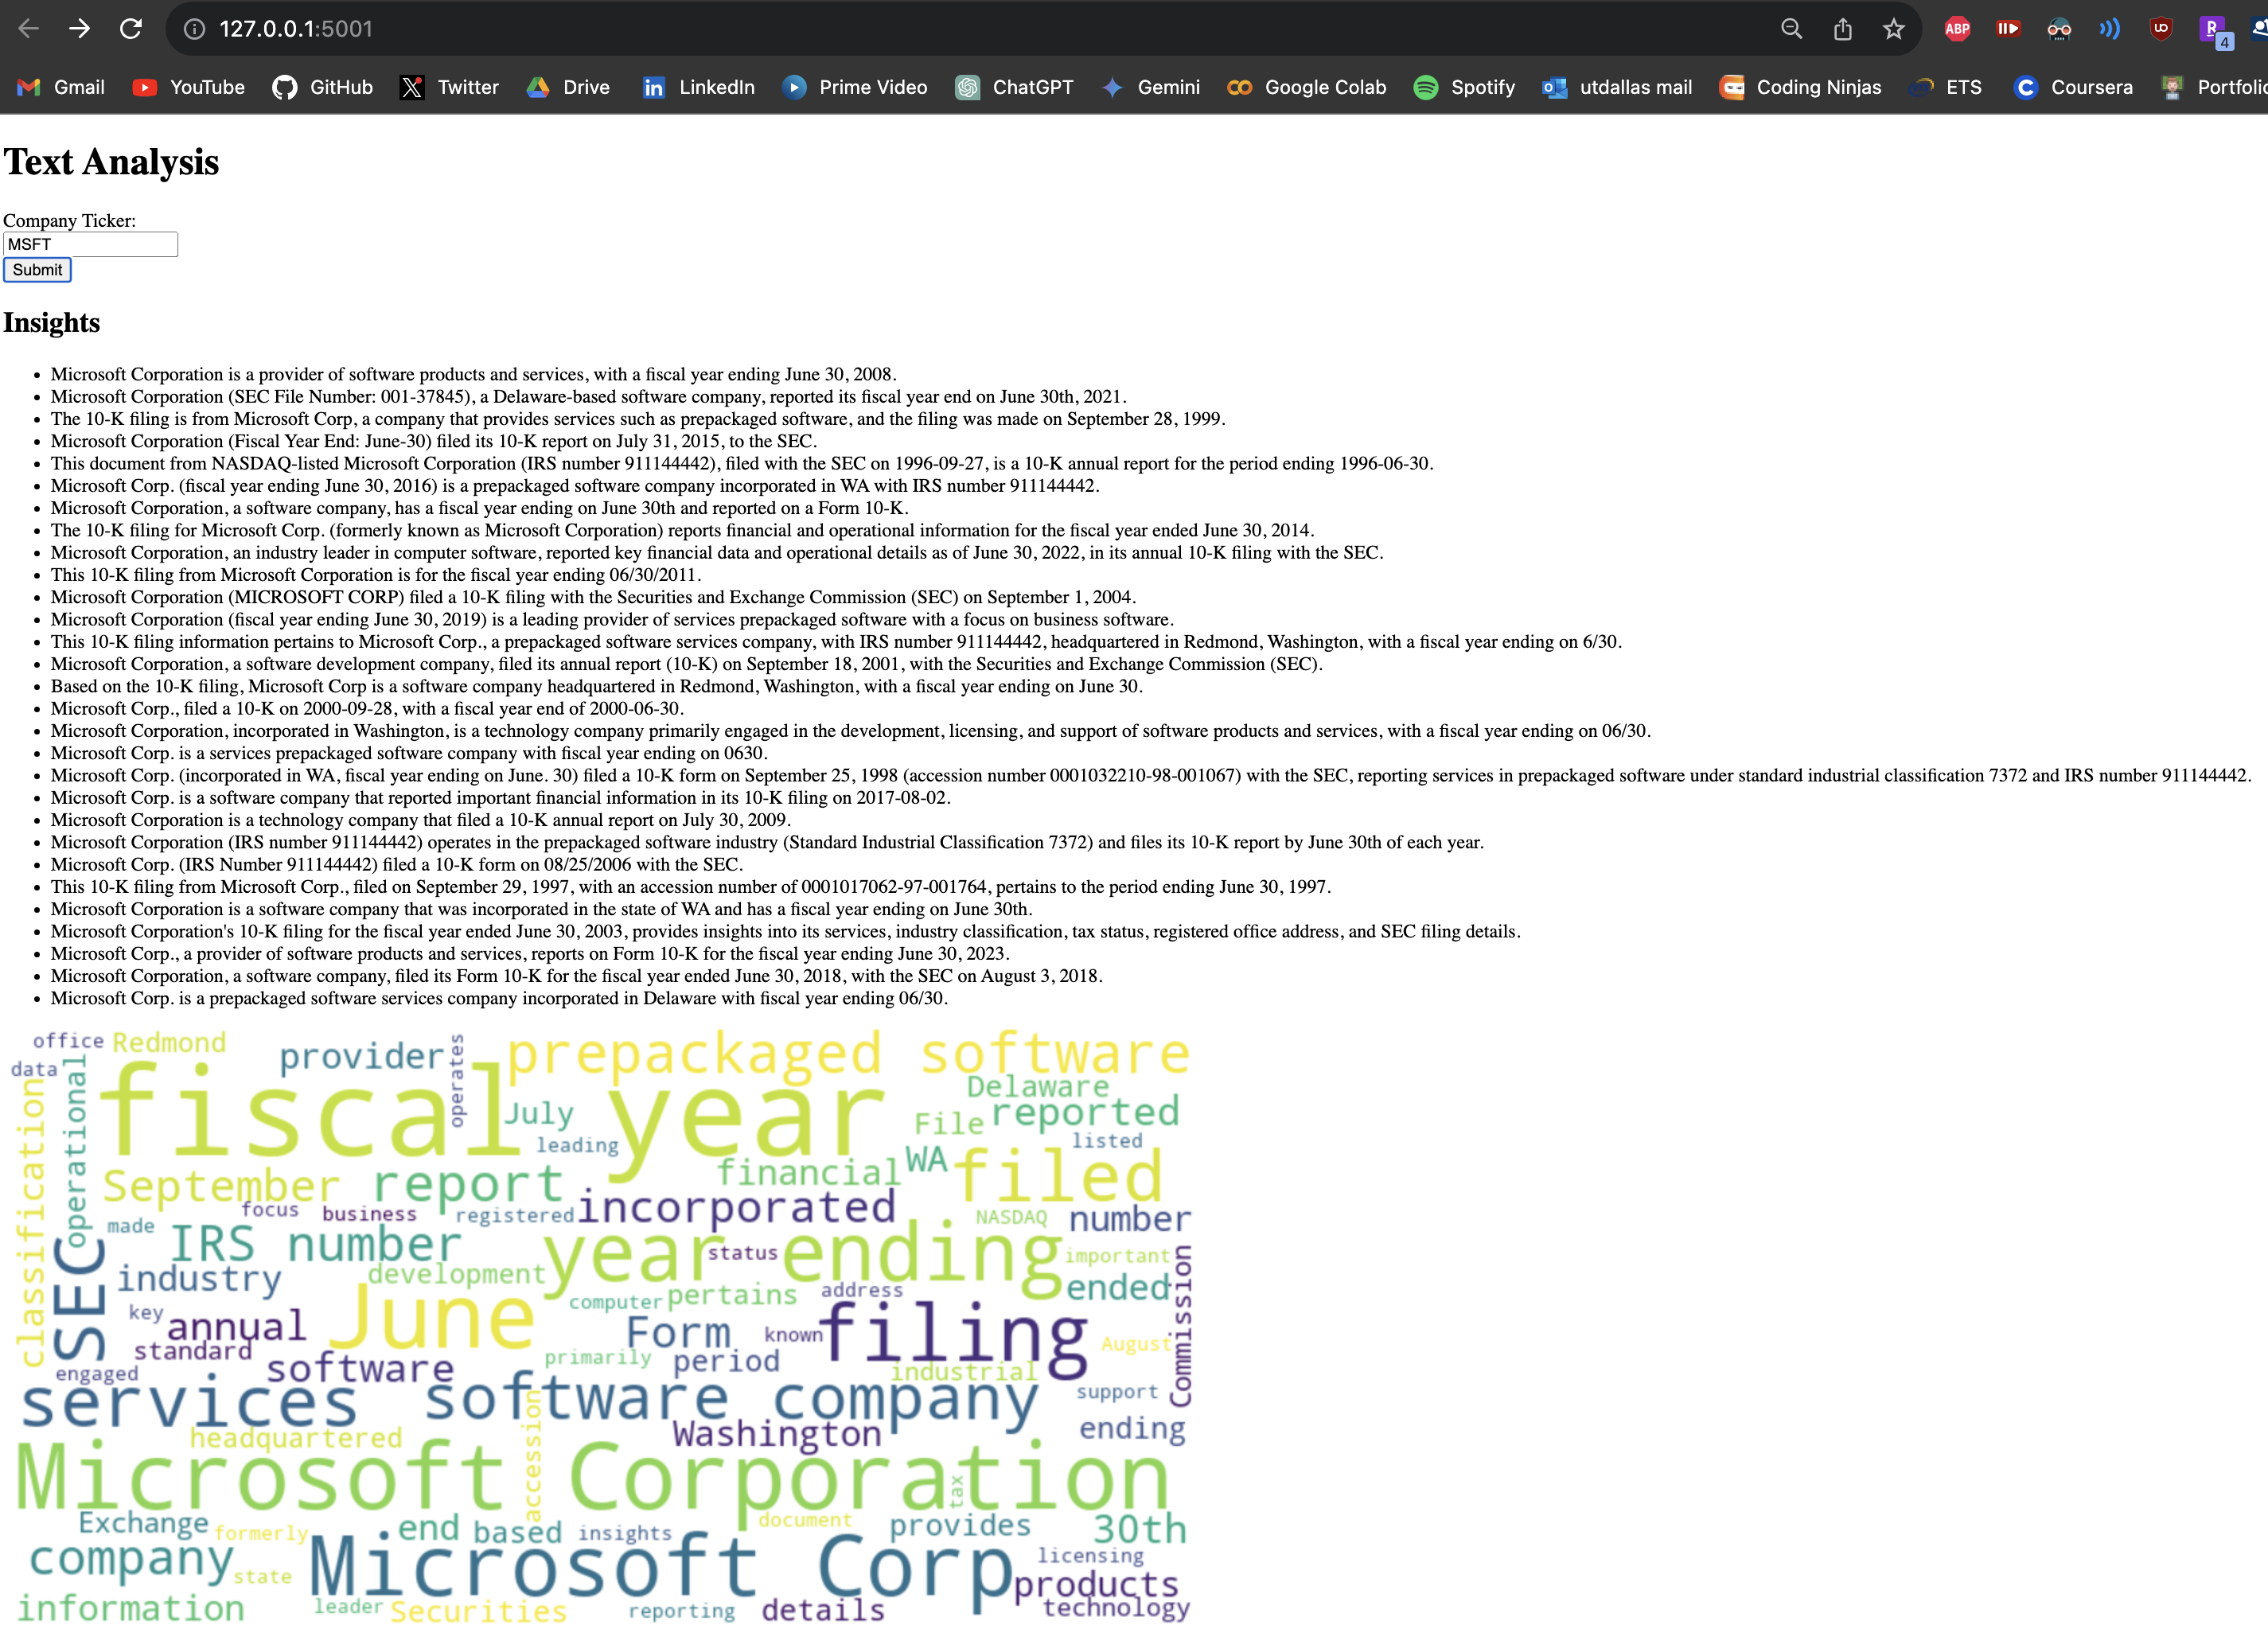 127.0.0.1:5001
ABP
UO
R
4
Gmail YouTube GitHub Twitter Drive LinkedIn Prime Video ChatGPT Gemini Google Colab Spotify utdallas mail Coding Ninjas ETS Coursera Portfolio
Text Analysis
Company Ticker:
MSFT
Submit
Insights
• Microsoft Corporation is a provider of software products and services, with a fiscal year ending June 30, 2008.
• Microsoft Corporation (SEC File Number: 001-37845), a Delaware-based software company, reported its fiscal year end on June 30th, 2021.
• The 10-K filing is from Microsoft Corp, a company that provides services such as prepackaged software, and the filing was made on September 28, 1999.
• Microsoft Corporation (Fiscal Year End: June-30) filed its 10-K report on July 31, 2015, to the SEC.
• This document from NASDAQ-listed Microsoft Corporation (IRS number 911144442), filed with the SEC on 1996-09-27, is a 10-K annual report for the period ending 1996-06-30.
• Microsoft Corp. (fiscal year ending June 30, 2016) is a prepackaged software company incorporated in WA with IRS number 911144442.
• Microsoft Corporation, a software company, has a fiscal year ending on June 30th and reported on a Form 10-K.
• The 10-K filing for Microsoft Corp. (formerly known as Microsoft Corporation) reports financial and operational information for the fiscal year ended June 30, 2014.
• Microsoft Corporation, an industry leader in computer software, reported key financial data and operational details as of June 30, 2022, in its annual 10-K filing with the SEC.
• This 10-K filing from Microsoft Corporation is for the fiscal year ending 06/30/2011.
• Microsoft Corporation (MICROSOFT CORP) filed a 10-K filing with the Securities and Exchange Commission (SEC) on September 1, 2004.
• Microsoft Corporation (fiscal year ending June 30, 2019) is a leading provider of services prepackaged software with a focus on business software.
• This 10-K filing information pertains to Microsoft Corp., a prepackaged software services company, with IRS number 911144442, headquartered in Redmond, Washington, with a fiscal year ending on 6/30.
• Microsoft Corporation, a software development company, filed its annual report (10-K) on September 18, 2001, with the Securities and Exchange Commission (SEC).
• Based on the 10-K filing, Microsoft Corp is a software company headquartered in Redmond, Washington, with a fiscal year ending on June 30.
• Microsoft Corp., filed a 10-K on 2000-09-28, with a fiscal year end of 2000-06-30.
• Microsoft Corporation, incorporated in Washington, is a technology company primarily engaged in the development, licensing, and support of software products and services, with a fiscal year ending on 06/30.
• Microsoft Corp. is a services prepackaged software company with fiscal year ending on 0630.
• Microsoft Corp. (incorporated in WA, fiscal year ending on June. 30) filed a 10-K form on September 25, 1998 (accession number 0001032210-98-001067) with the SEC, reporting services in prepackaged software under standard industrial classification 7372 and IRS number 911144442.
• Microsoft Corp. is a software company that reported important financial information in its 10-K filing on 2017-08-02.
• Microsoft Corporation is a technology company that filed a 10-K annual report on July 30, 2009.
• Microsoft Corporation (IRS number 911144442) operates in the prepackaged software industry (Standard Industrial Classification 7372) and files its 10-K report by June 30th of each year.
• Microsoft Corp. (IRS Number 911144442) filed a 10-K form on 08/25/2006 with the SEC.
• This 10-K filing from Microsoft Corp., filed on September 29, 1997, with an accession number of 0001017062-97-001764, pertains to the period ending June 30, 1997.
• Microsoft Corporation is a software company that was incorporated in the state of WA and has a fiscal year ending on June 30th.
• Microsoft Corporation's 10-K filing for the fiscal year ended June 30, 2003, provides insights into its services, industry classification, tax status, registered office address, and SEC filing details.
• Microsoft Corp., a provider of software products and services, reports on Form 10-K for the fiscal year ending June 30, 2023.
• Microsoft Corporation, a software company, filed its Form 10-K for the fiscal year ended June 30, 2018, with the SEC on August 3, 2018.
• Microsoft Corp. is a prepackaged software services company incorporated in Delaware with fiscal year ending 06/30.
office Redmond provider operates prepackaged software
data
classification
operational
fiscal year
July
leading
Delaware
File reported
listed
September report
financial WA filed
focus business registered incorporated
NASDAQ number
made IRS number
year ending
status
important
SEC
industry development
computer pertains address
ended
Commission
key annual
June
Form known filing
August
standard
software
primarily period
industrial
engaged
services software company
support
headquartered
accession
Washington
ending
Microsoft Corporation
tax
Exchange formerly end based insights document provides 30th
company state
Microsoft Corp
licensing
products
information leader Securities reporting details technology